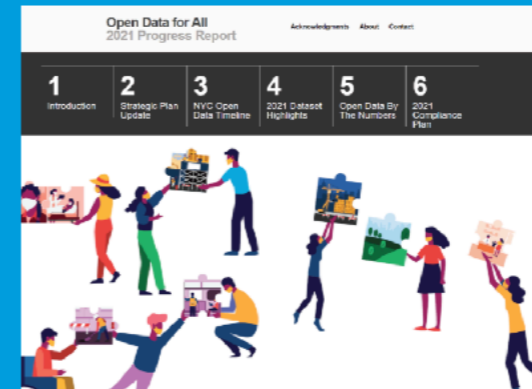 Open Data for All
2021 Progress Report
Acknowledgments About Contact
1
Introduction
2
Strategic Plan
Update
3
NYC Open
Data Timeline
4
2021 Dataset
Highlights
5
Open Data By
The Numbers
6
2021
Compliance
Plan